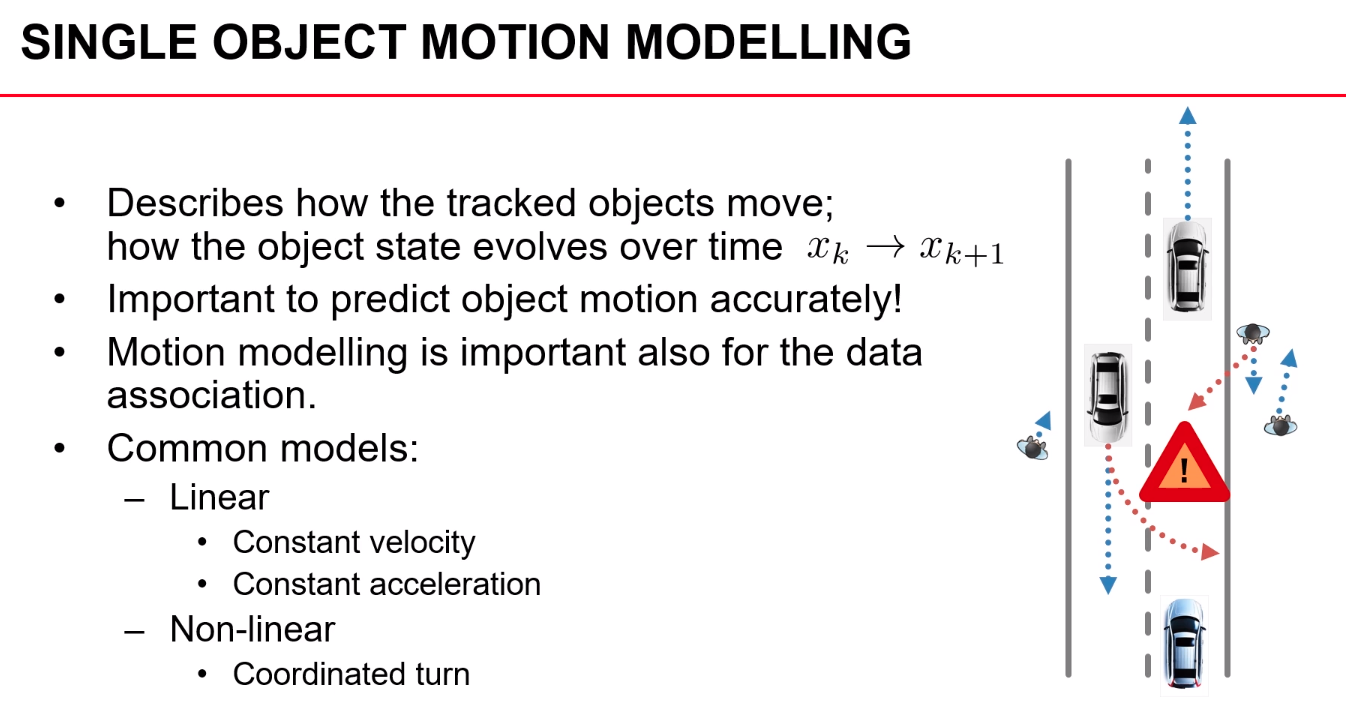 SINGLE OBJECT MOTION MODELLING
• Describes how the tracked objects move;
how the object state evolves over time x_k → x_{k+1}
• Important to predict object motion accurately!
• Motion modelling is important also for the data
association.
• Common models:
– Linear
• Constant velocity
• Constant acceleration
– Non-linear
• Coordinated turn
!